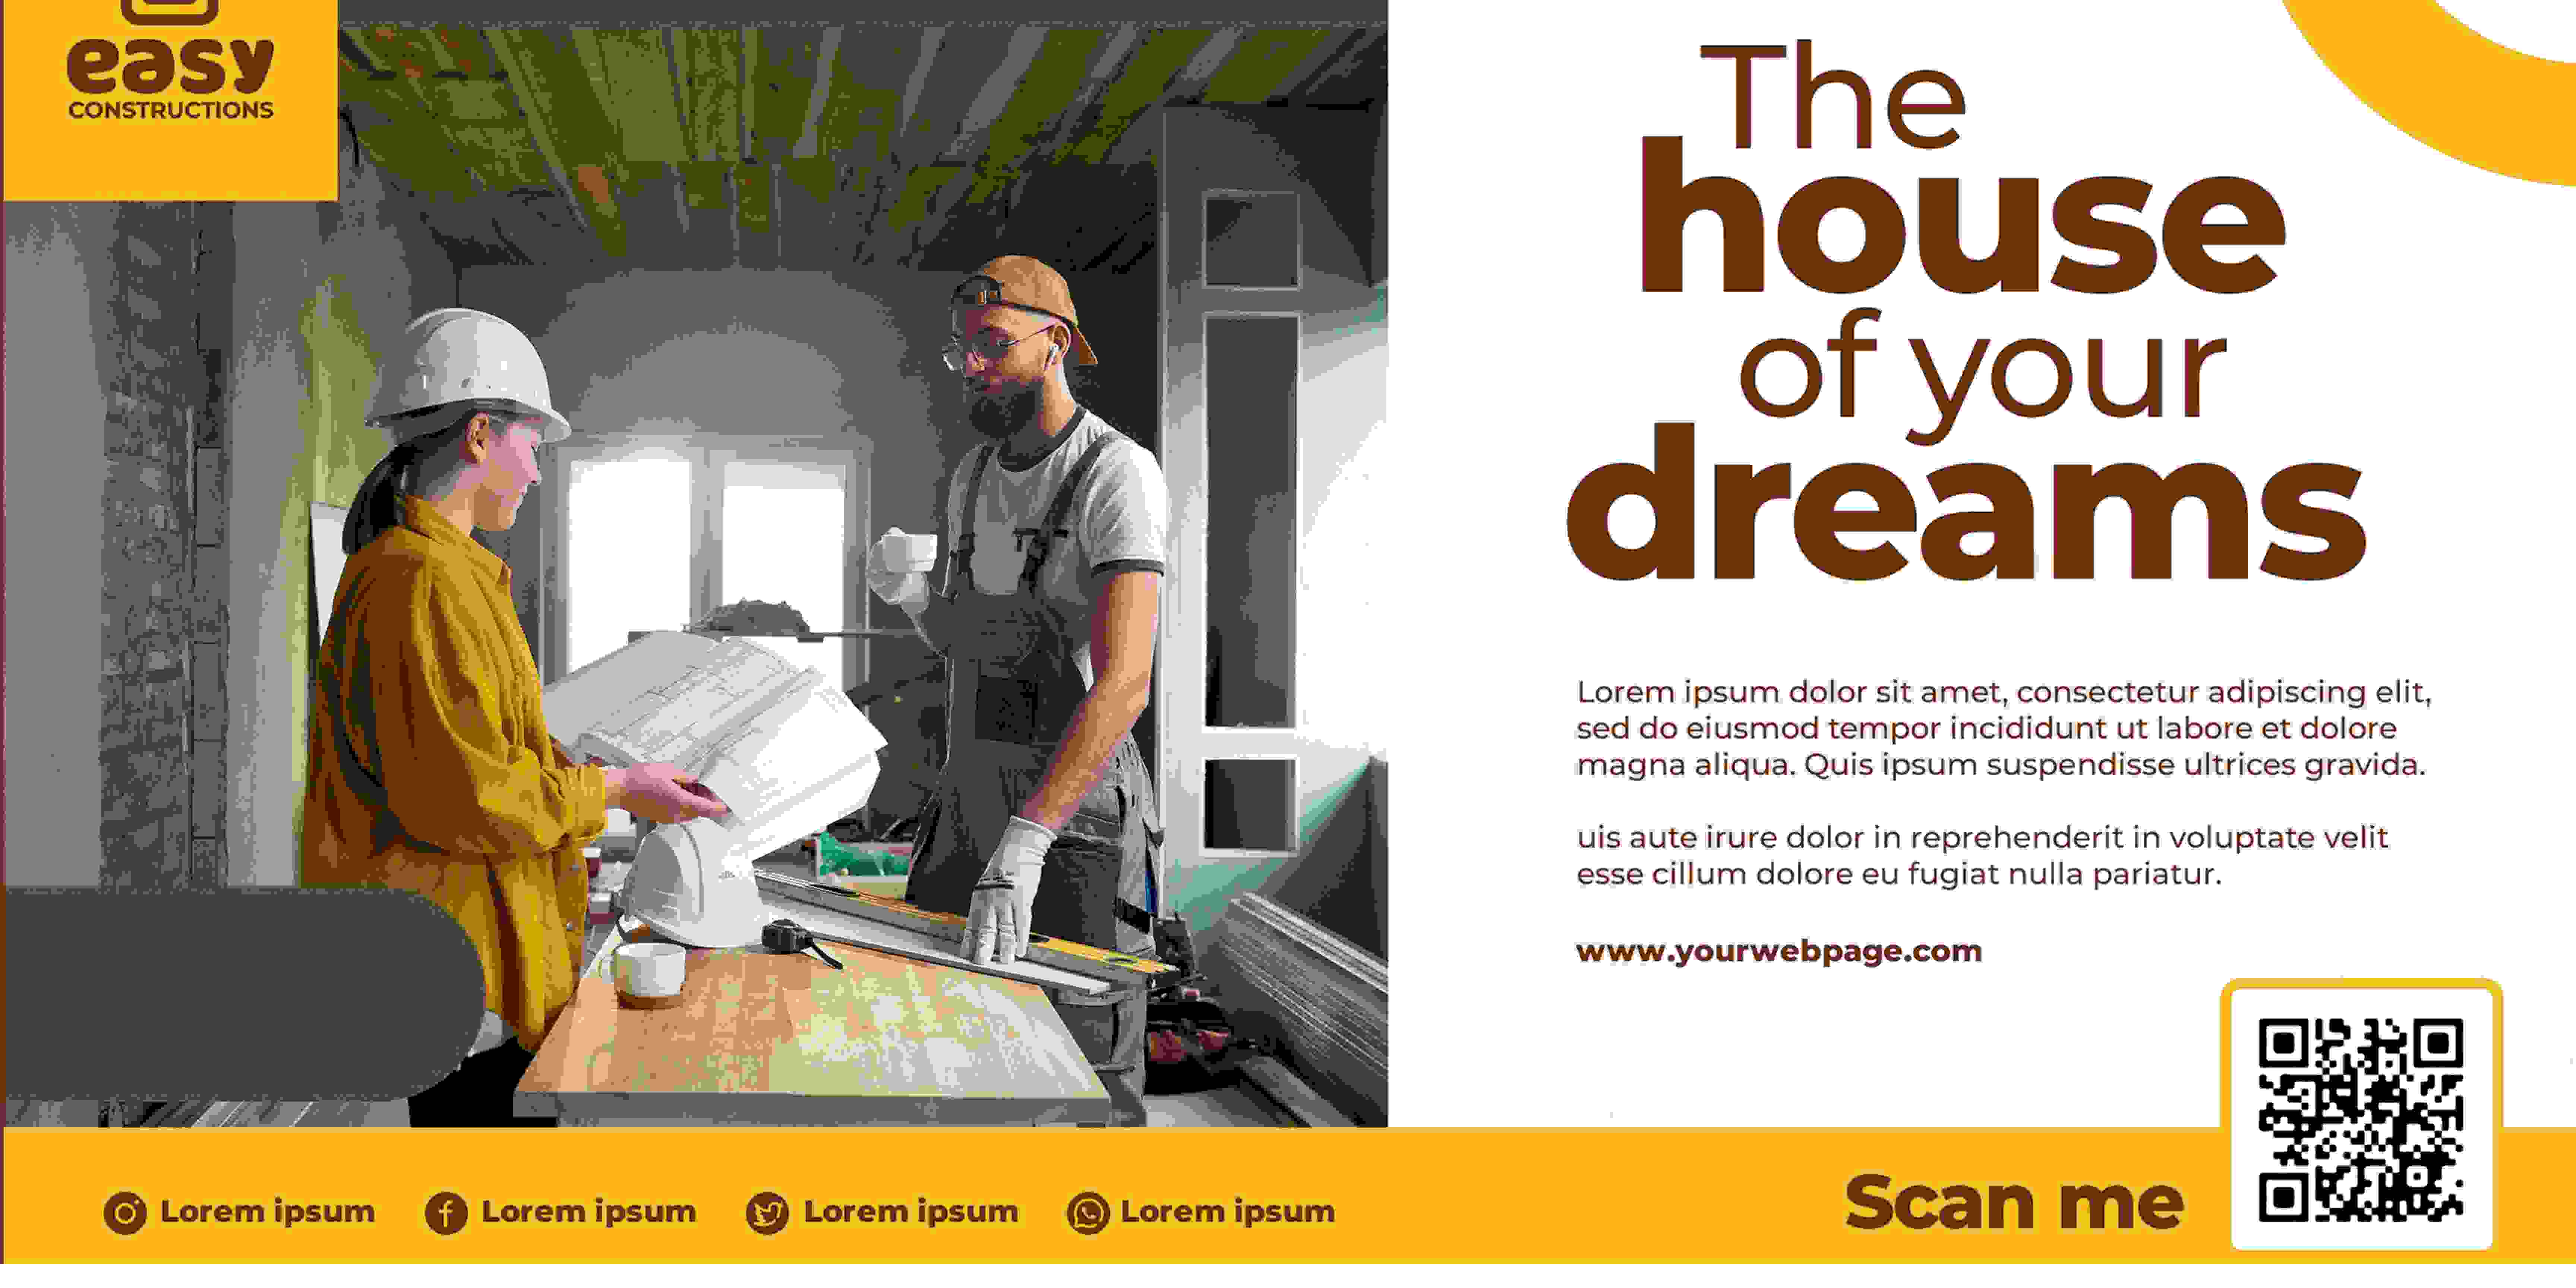 easy
CONSTRUCTIONS
The
house
of your
dreams
Lorem ipsum dolor sit amet, consectetur adipiscing elit,
sed do eiusmod tempor incididunt ut labore et dolore
magna aliqua. Quis ipsum suspendisse ultrices gravida.
uis aute irure dolor in reprehenderit in voluptate velit
esse cillum dolore eu fugiat nulla pariatur.
www.yourwebpage.com
Lorem ipsum Lorem ipsum Lorem ipsum Lorem ipsum
Scan me